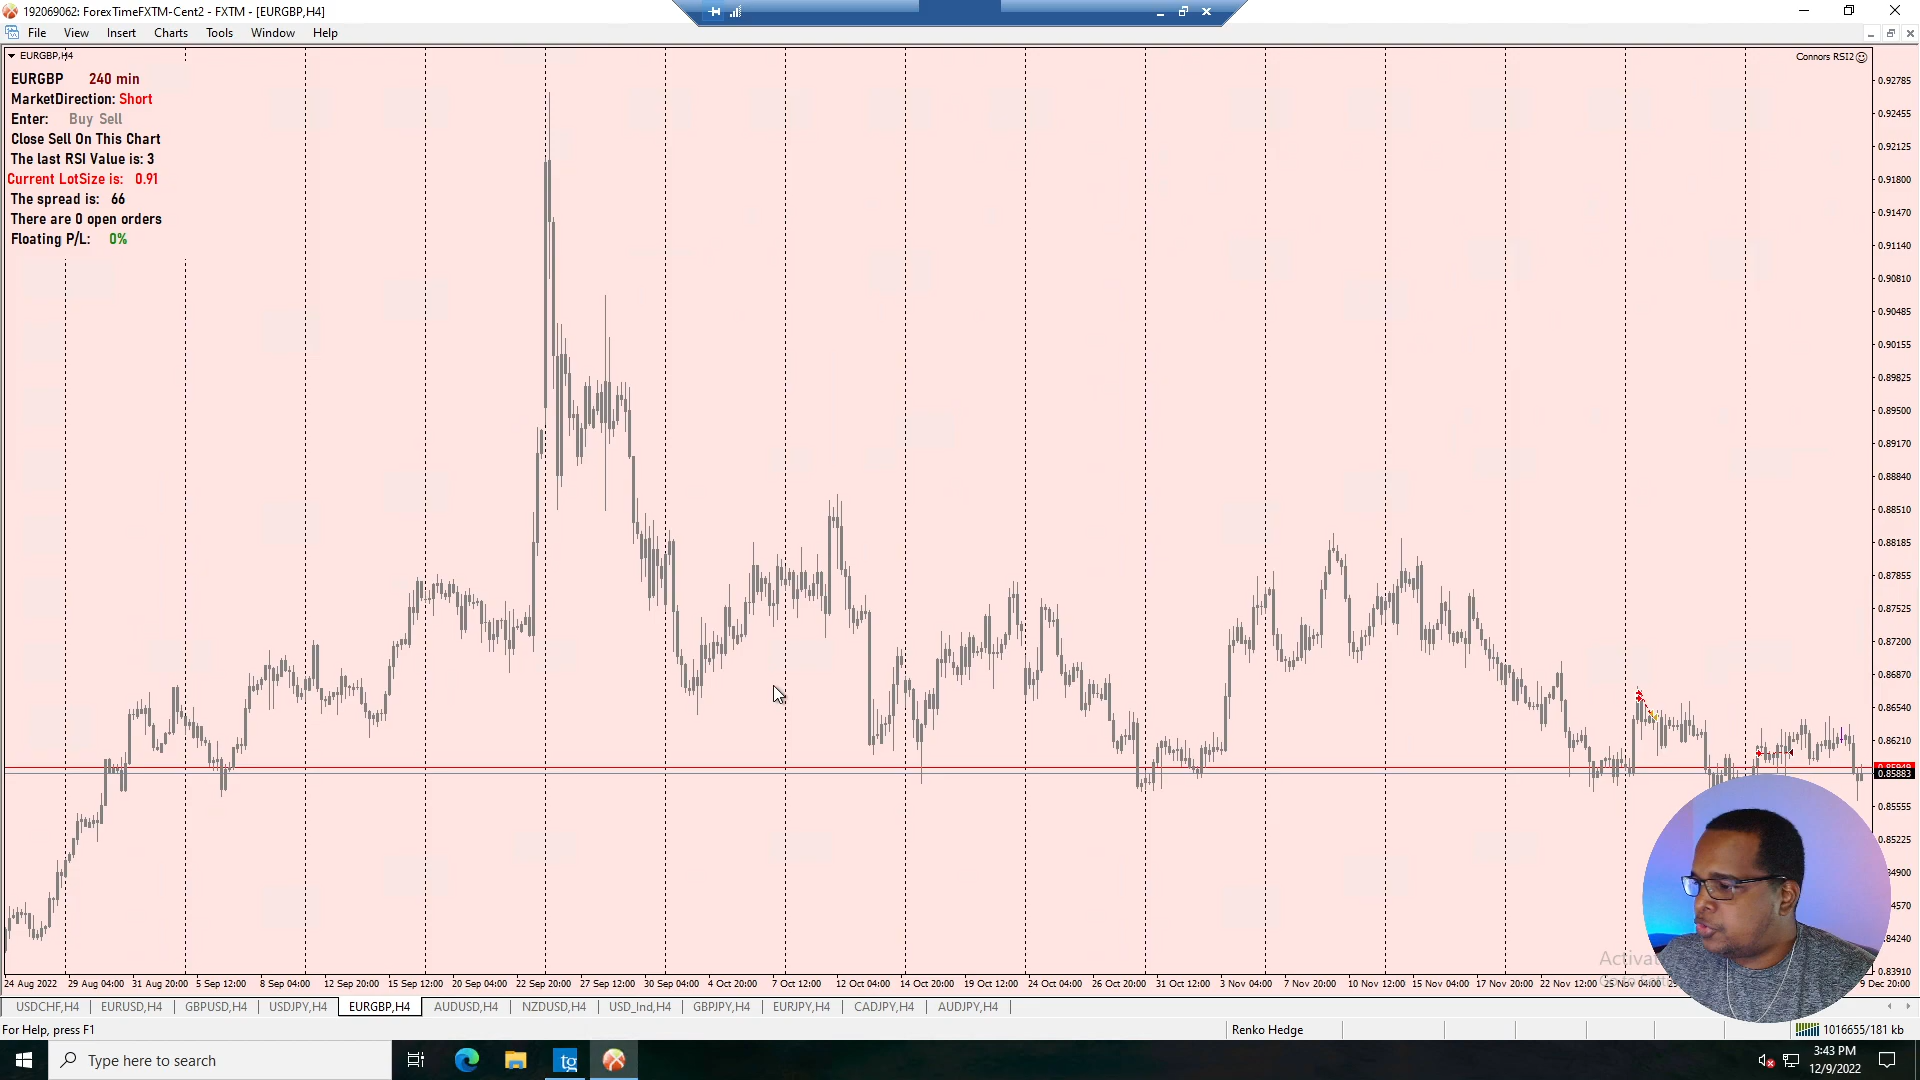 192069062: ForexTimeFXTM-Cent2 - FXTM - [EURGBP,H4]
File View Insert Charts Tools Window Help
EURGBP,H4
Connors RSI2
EURGBP 240 min
MarketDirection: Short
Enter: Buy Sell
Close Sell On This Chart
The last RSI Value is: 3
Current LotSize is: 0.91
The spread is: 66
There are 0 open orders
Floating P/L: 0%
0.92785
0.92455
0.92125
0.91800
0.91470
0.91140
0.90810
0.90485
0.90155
0.89825
0.89500
0.89170
0.88840
0.88510
0.88185
0.87855
0.87525
0.87200
0.86870
0.86540
0.86210
0.85883
0.85555
0.85225
0.83910
24 Aug 2022 29 Aug 04:00 31 Aug 20:00 5 Sep 12:00 8 Sep 04:00 12 Sep 20:00 15 Sep 12:00 20 Sep 04:00 22 Sep 20:00 27 Sep 12:00 30 Sep 04:00 4 Oct 20:00 7 Oct 12:00 12 Oct 04:00 14 Oct 20:00 19 Oct 12:00 24 Oct 04:00 26 Oct 20:00 31 Oct 12:00 3 Nov 04:00 7 Nov 20:00 10 Nov 12:00 15 Nov 04:00 17 Nov 20:00 22 Nov 12:00 25 Nov 04:00 9 Dec 20:00
USDCHF,H4 EURUSD,H4 GBPUSD,H4 USDJPY,H4 EURGBP,H4 AUDUSD,H4 NZDUSD,H4 USD_Ind,H4 GBPJPY,H4 EURJPY,H4 CADJPY,H4 AUDJPY,H4
For Help, press F1
Renko Hedge
1016655/181 kb
Type here to search
tg
3:43 PM
12/9/2022